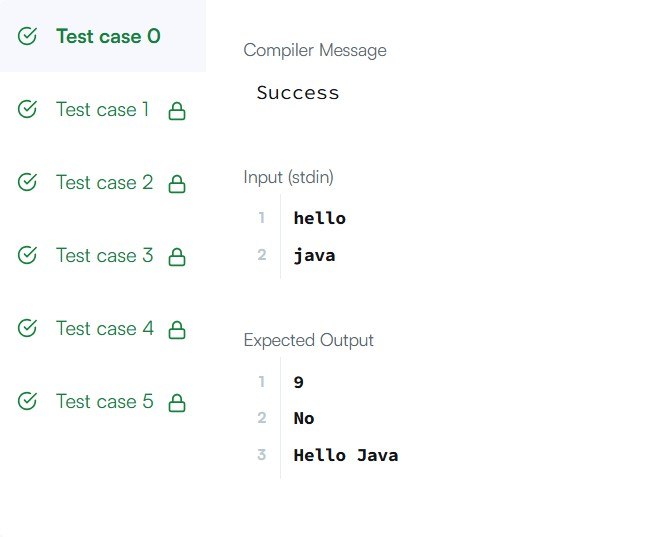 Test case 0
Test case 1
Test case 2
Test case 3
Test case 4
Test case 5
Compiler Message
Success
Input (stdin)
1 hello
2 java
Expected Output
1 9
2 No
3 Hello Java